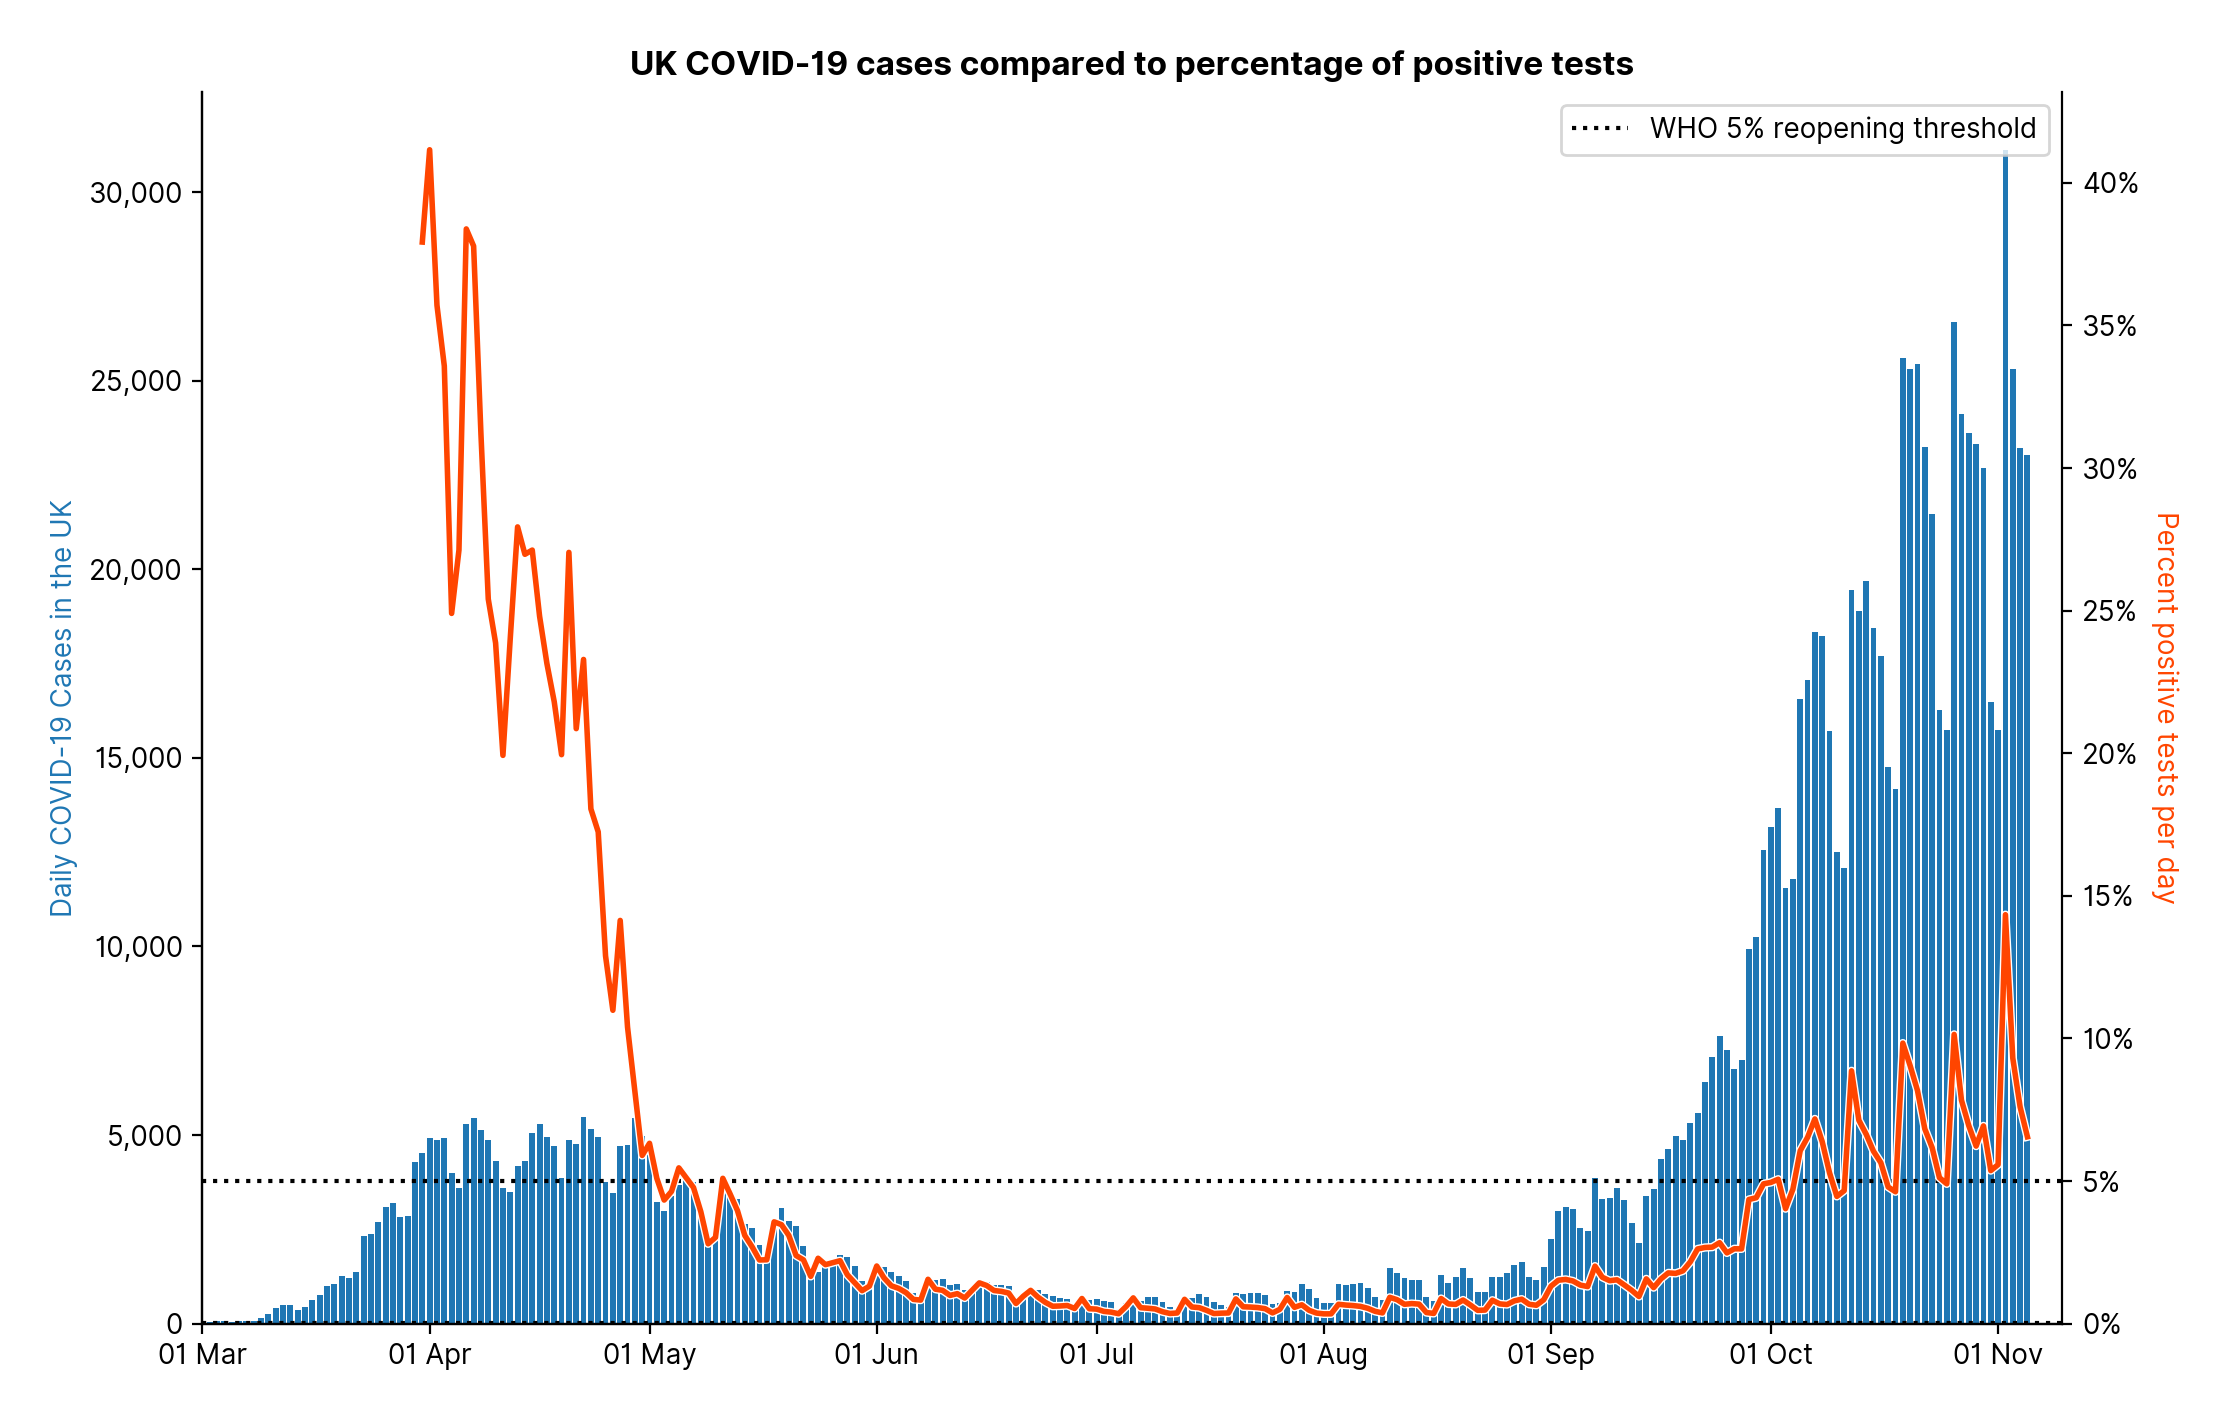 UK COVID-19 cases compared to percentage of positive tests
WHO 5% reopening threshold
Daily COVID-19 Cases in the UK
30,000
25,000
20,000
15,000
10,000
5,000
0
40%
35%
30%
25%
20%
15%
10%
5%
0%
Percent positive tests per day
01 Mar
01 Apr
01 May
01 Jun
01 Jul
01 Aug
01 Sep
01 Oct
01 Nov